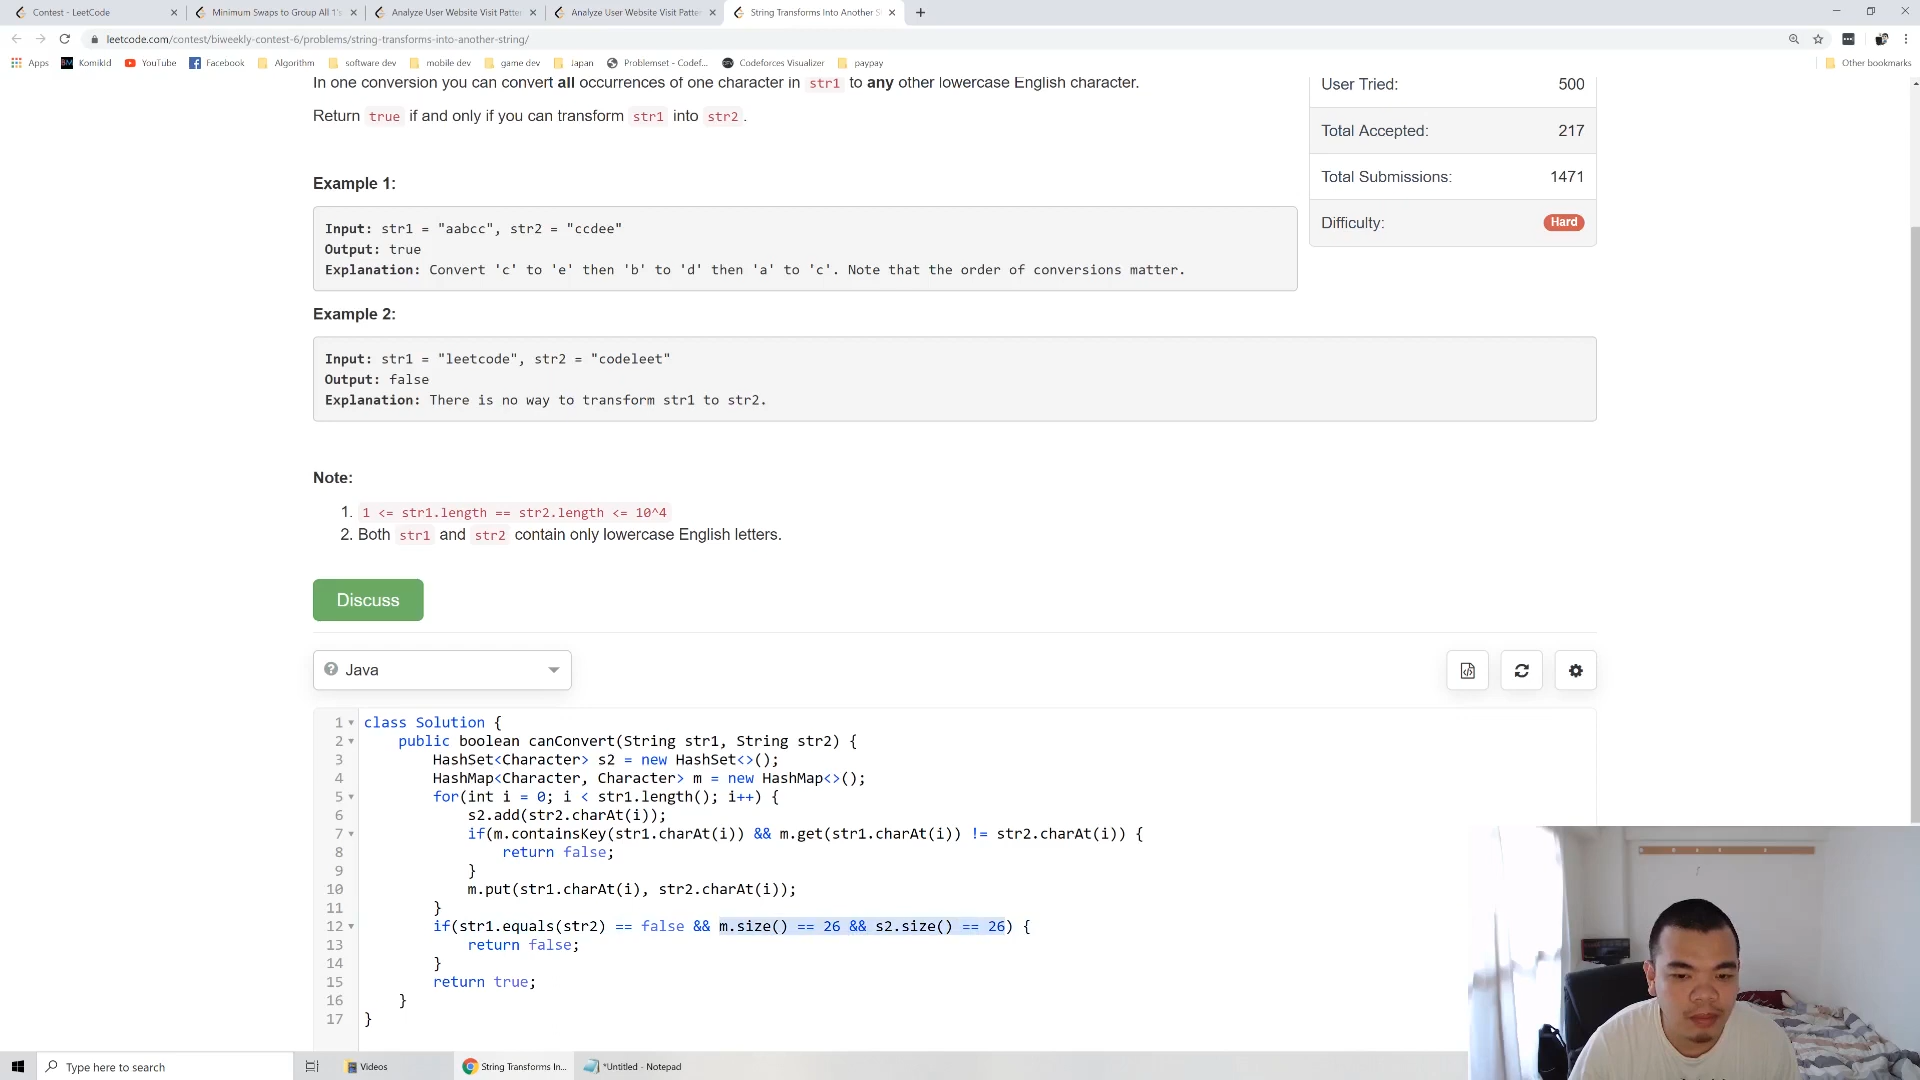 Contest - LeetCode
Minimum Swaps to Group All 1's
Analyze User Website Visit Patter
Analyze User Website Visit Patter
String Transforms Into Another S
leetcode.com/contest/biweekly-contest-6/problems/string-transforms-into-another-string/
Apps
Komikid
YouTube
Facebook
Algorithm
software dev
mobile dev
game dev
Japan
Problemset - Codef...
Codeforces Visualizer
paypay
Other bookmarks
In one conversion you can convert all occurrences of one character in str1 to any other lowercase English character.
Return true if and only if you can transform str1 into str2.
User Tried: 500
Total Accepted: 217
Total Submissions: 1471
Difficulty: Hard
Example 1:
Input: str1 = "aabcc", str2 = "ccdee"
Output: true
Explanation: Convert 'c' to 'e' then 'b' to 'd' then 'a' to 'c'. Note that the order of conversions matter.
Example 2:
Input: str1 = "leetcode", str2 = "codeleet"
Output: false
Explanation: There is no way to transform str1 to str2.
Note:
1. 1 <= str1.length == str2.length <= 10^4
2. Both str1 and str2 contain only lowercase English letters.
Discuss
Java
1 class Solution {
2 public boolean canConvert(String str1, String str2) {
3 HashSet<Character> s2 = new HashSet<>();
4 HashMap<Character, Character> m = new HashMap<>();
5 for(int i = 0; i < str1.length(); i++) {
6 s2.add(str2.charAt(i));
7 if(m.containsKey(str1.charAt(i)) && m.get(str1.charAt(i)) != str2.charAt(i)) {
8 return false;
9 }
10 m.put(str1.charAt(i), str2.charAt(i));
11 }
12 if(str1.equals(str2) == false && m.size() == 26 && s2.size() == 26) {
13 return false;
14 }
15 return true;
16 }
17 }
Type here to search
Videos
String Transforms In...
*Untitled - Notepad